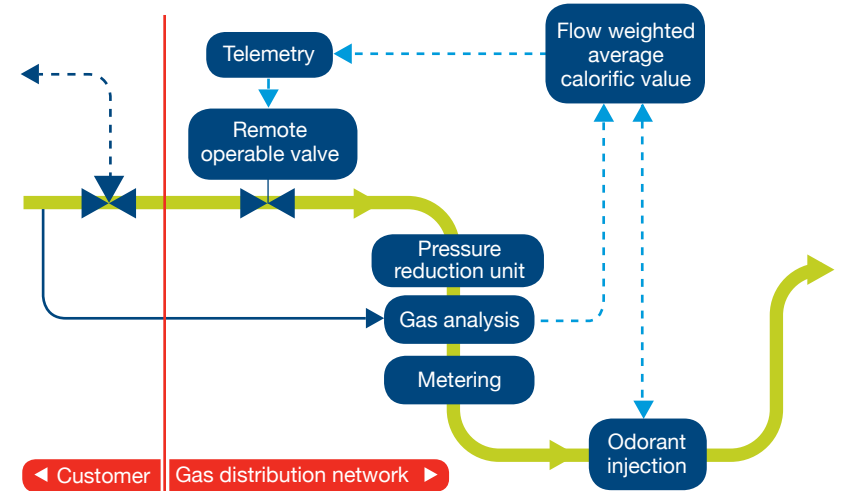 Flow weighted
average
calorific value
Telemetry
Remote
operable valve
Pressure
reduction unit
Gas analysis
Metering
Odorant
injection
Customer
Gas distribution network